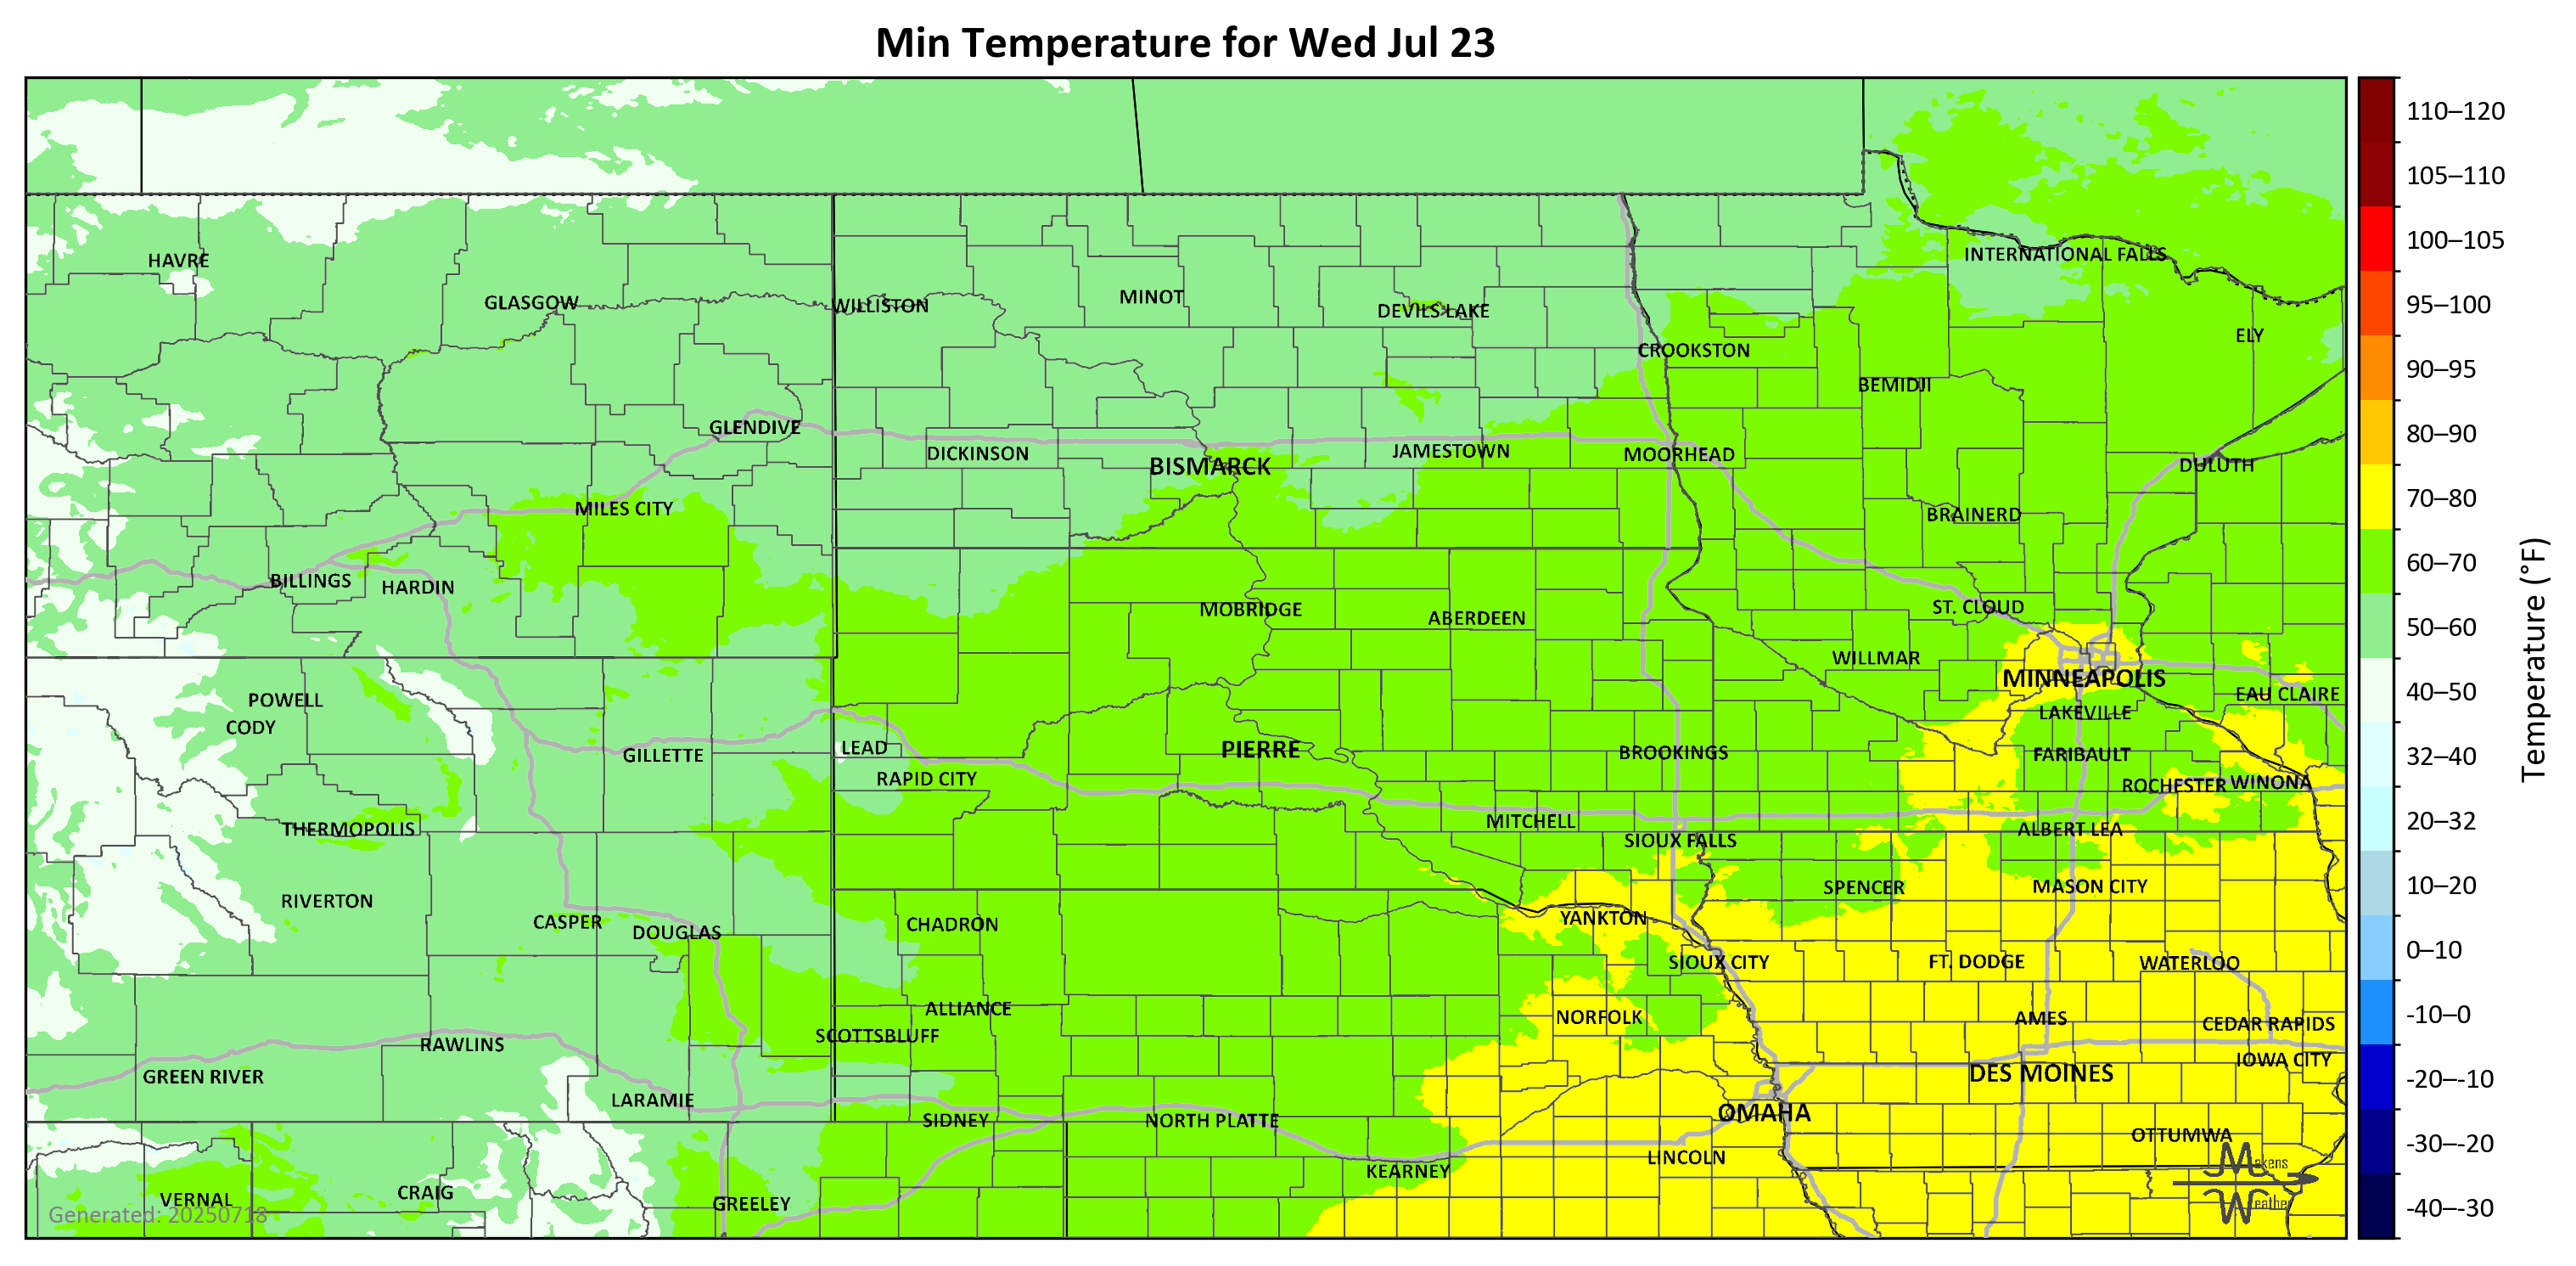 Min Temperature for Wed Jul 23
HAVRE
GLASGOW
WILLISTON
MINOT
DEVILS LAKE
INTERNATIONAL FALLS
CROOKSTON
ELY
BEMIDJI
GLENDIVE
DICKINSON
BISMARCK
JAMESTOWN
MOORHEAD
DULUTH
MILES CITY
BRAINERD
BILLINGS
HARDIN
MOBRIDGE
ABERDEEN
ST. CLOUD
WILLMAR
MINNEAPOLIS
EAU CLAIRE
POWELL
CODY
LAKEVILLE
GILLETTE
LEAD
PIERRE
BROOKINGS
FARIBAULT
RAPID CITY
ROCHESTER
WINONA
THERMOPOLIS
MITCHELL
SIOUX FALLS
ALBERT LEA
RIVERTON
SPENCER
MASON CITY
CASPER
DOUGLAS
CHADRON
YANKTON
SIOUX CITY
FT. DODGE
WATERLOO
ALLIANCE
NORFOLK
AMES
CEDAR RAPIDS
SCOTTSBLUFF
RAWLINS
IOWA CITY
GREEN RIVER
DES MOINES
LARAMIE
SIDNEY
NORTH PLATTE
OMAHA
OTTUMWA
LINCOLN
KEARNEY
VERNAL
CRAIG
GREELEY
Generated: 20250718
Makens
Weather
110–120
105–110
100–105
95–100
90–95
80–90
70–80
60–70
50–60
40–50
32–40
20–32
10–20
0–10
-10–0
-20–-10
-30–-20
-40–-30
Temperature (°F)